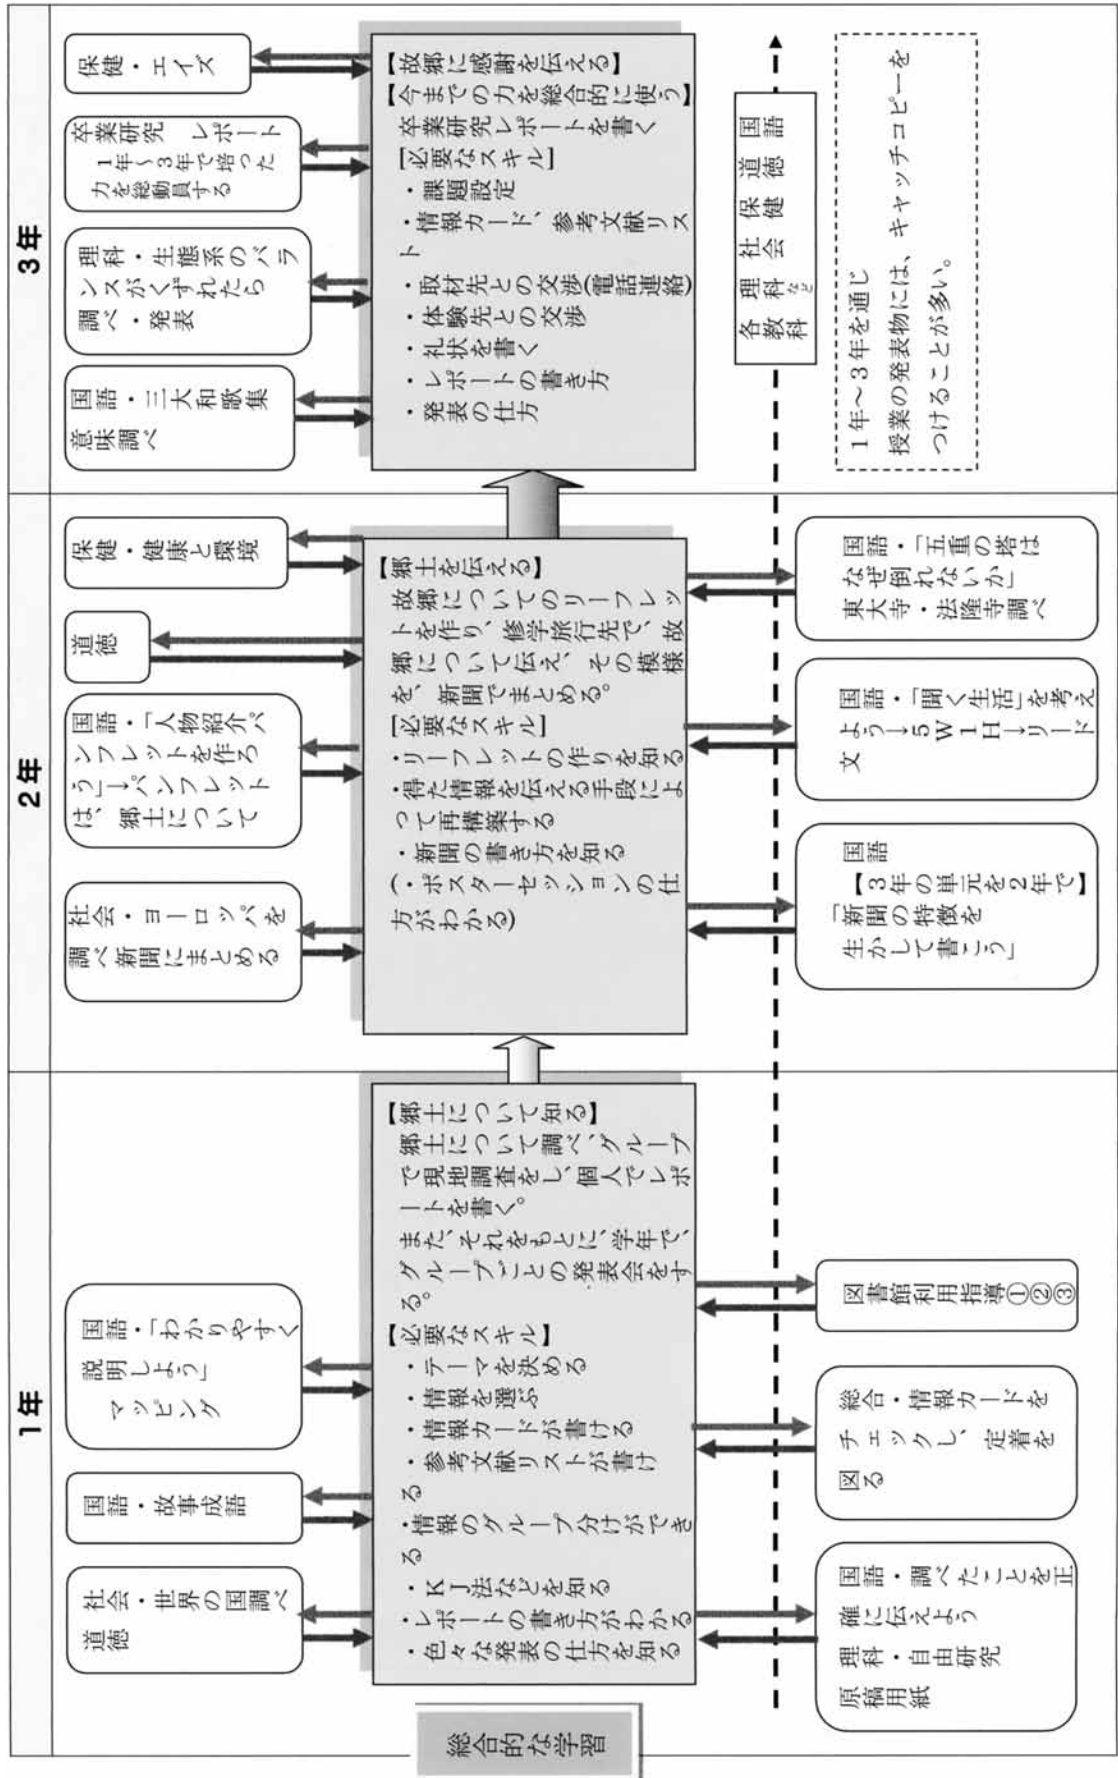 総合的な学習
1年
社会・世界の国調べ
道徳
国語・故事成語
国語・「わかりやすく
説明しよう」
マッピング
【郷土について知る】
郷土について調べ、グループ
で現地調査をし、個人でレポ
ートを書く。
また、それをもとに、学年で、
グループごとの発表会をす
る。
【必要なスキル】
・テーマを決める
・情報を選ぶ
・情報カードが書ける
・参考文献リストが書け
る
・情報のグループ分けができ
る
・KJ法などを知る
・レポートの書き方がわかる
・色々な発表の仕方を知る
国語・調べたことを正
確に伝えよう
理科・自由研究
原稿用紙
総合・情報カードを
チェックし、定着を
図る
図書館利用指導①②③
2年
社会・ヨーロッパを
調べ新聞にまとめる
国語・「人物紹介パ
ンフレットを作ろ
う」→パンフレット
は、郷土について
道徳
保健・健康と環境
【郷土を伝える】
故郷についてのリーフレッ
トを作り、修学旅行先で、故
郷について伝え、その模様
を、新聞でまとめる。
[必要なスキル]
・リーフレットの作りを知る
・得た情報を伝える手段によ
って再構築する
・新聞の書き方を知る
(・ポスターセッションの仕
方がわかる)
国語
【3年の単元を2年で】
「新聞の特徴を
生かして書こう」
国語・「聞く生活」を考え
よう→5W1H→リード
文
国語・「五重の塔は
なぜ倒れないか」
東大寺・法隆寺調べ
3年
国語・三大和歌集
意味調べ
理科・生態系のバラ
ンスがくずれたら
調べ・発表
卒業研究 レポート
1年~3年で培った
力を総動員する
保健・エイズ
【故郷に感謝を伝える】
【今までの力を総合的に使う】
卒業研究レポートを書く
[必要なスキル]
・課題設定
・情報カード、参考文献リス
ト
・取材先との交渉(電話連絡)
・体験先との交渉
・礼状を書く
・レポートの書き方
・発表の仕方
各教科 理科など 社会 保健 道徳 国語
1年~3年を通じ
授業の発表物には、キャッチコピーを
つけることが多い。